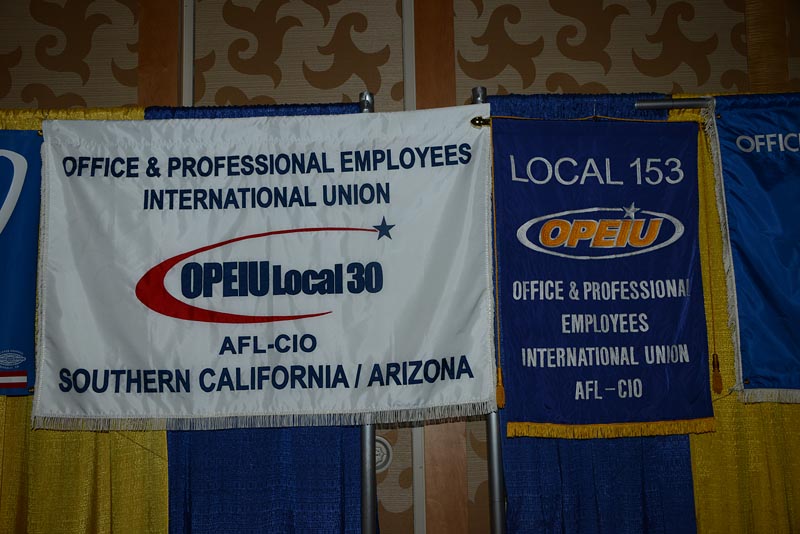 OFFICE & PROFESSIONAL EMPLOYEES
INTERNATIONAL UNION
OPEIU Local 30
AFL-CIO
SOUTHERN CALIFORNIA / ARIZONA
LOCAL 153
OPEIU
OFFICE & PROFESSIONAL
EMPLOYEES
INTERNATIONAL UNION
AFL-CIO
OFFIC